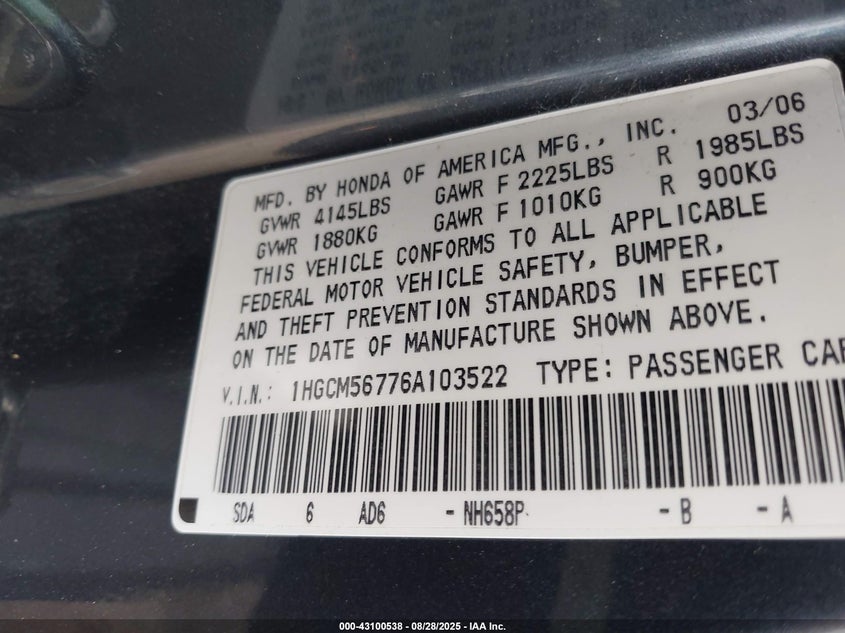 03/06
MFD. BY HONDA OF AMERICA MFG., INC.
GVWR 4145LBS GAWR F 2225LBS R 1985LBS
GVWR 1880KG GAWR F 1010KG R 900KG
THIS VEHICLE CONFORMS TO ALL APPLICABLE
FEDERAL MOTOR VEHICLE SAFETY, BUMPER,
AND THEFT PREVENTION STANDARDS IN EFFECT
ON THE DATE OF MANUFACTURE SHOWN ABOVE.
V.I.N.: 1HGCM56776A103522 TYPE: PASSENGER CAR
SDA 6 AD6 -NH658P -B -A
000-43100538 - 08/28/2025 - IAA Inc.